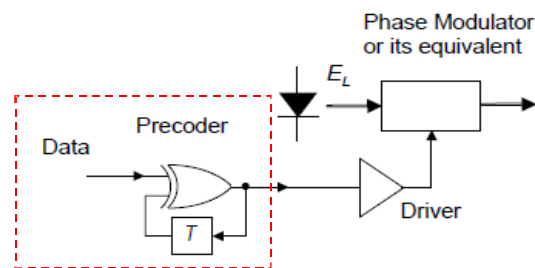 Phase Modulator
or its equivalent
E_L
Precoder
Data
T
Driver